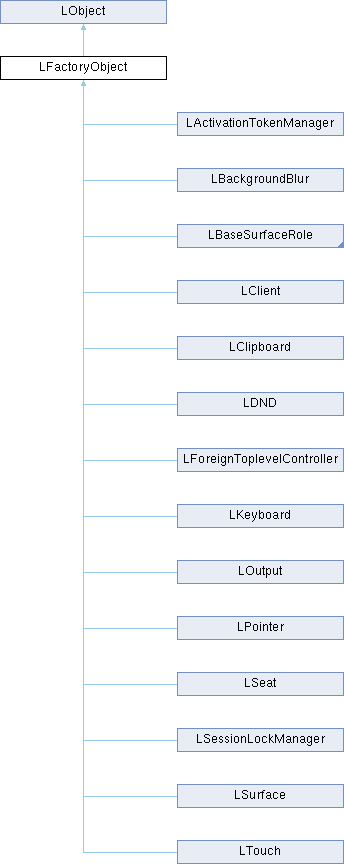 LObject
LFactoryObject
LActivationTokenManager
LBackgroundBlur
LBaseSurfaceRole
LClient
LClipboard
LDND
LForeignToplevelController
LKeyboard
LOutput
LPointer
LSeat
LSessionLockManager
LSurface
LTouch